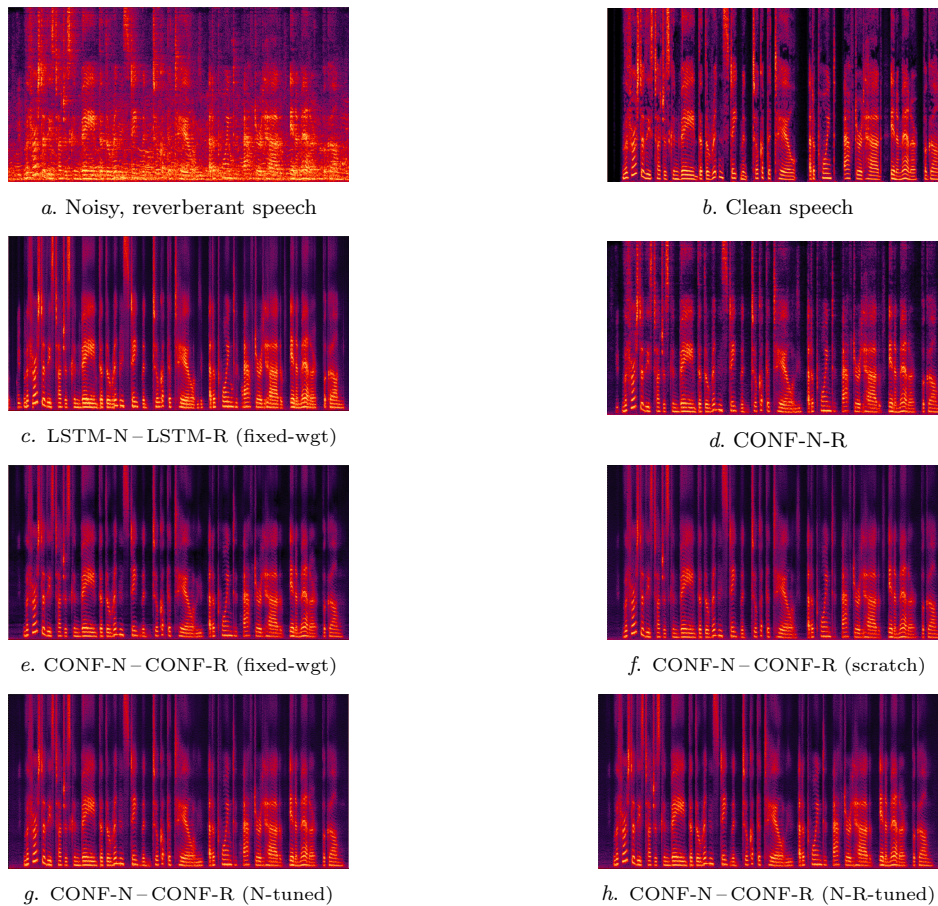 a. Noisy, reverberant speech
b. Clean speech
c. LSTM-N – LSTM-R (fixed-wgt)
d. CONF-N-R
e. CONF-N – CONF-R (fixed-wgt)
f. CONF-N – CONF-R (scratch)
g. CONF-N – CONF-R (N-tuned)
h. CONF-N – CONF-R (N-R-tuned)